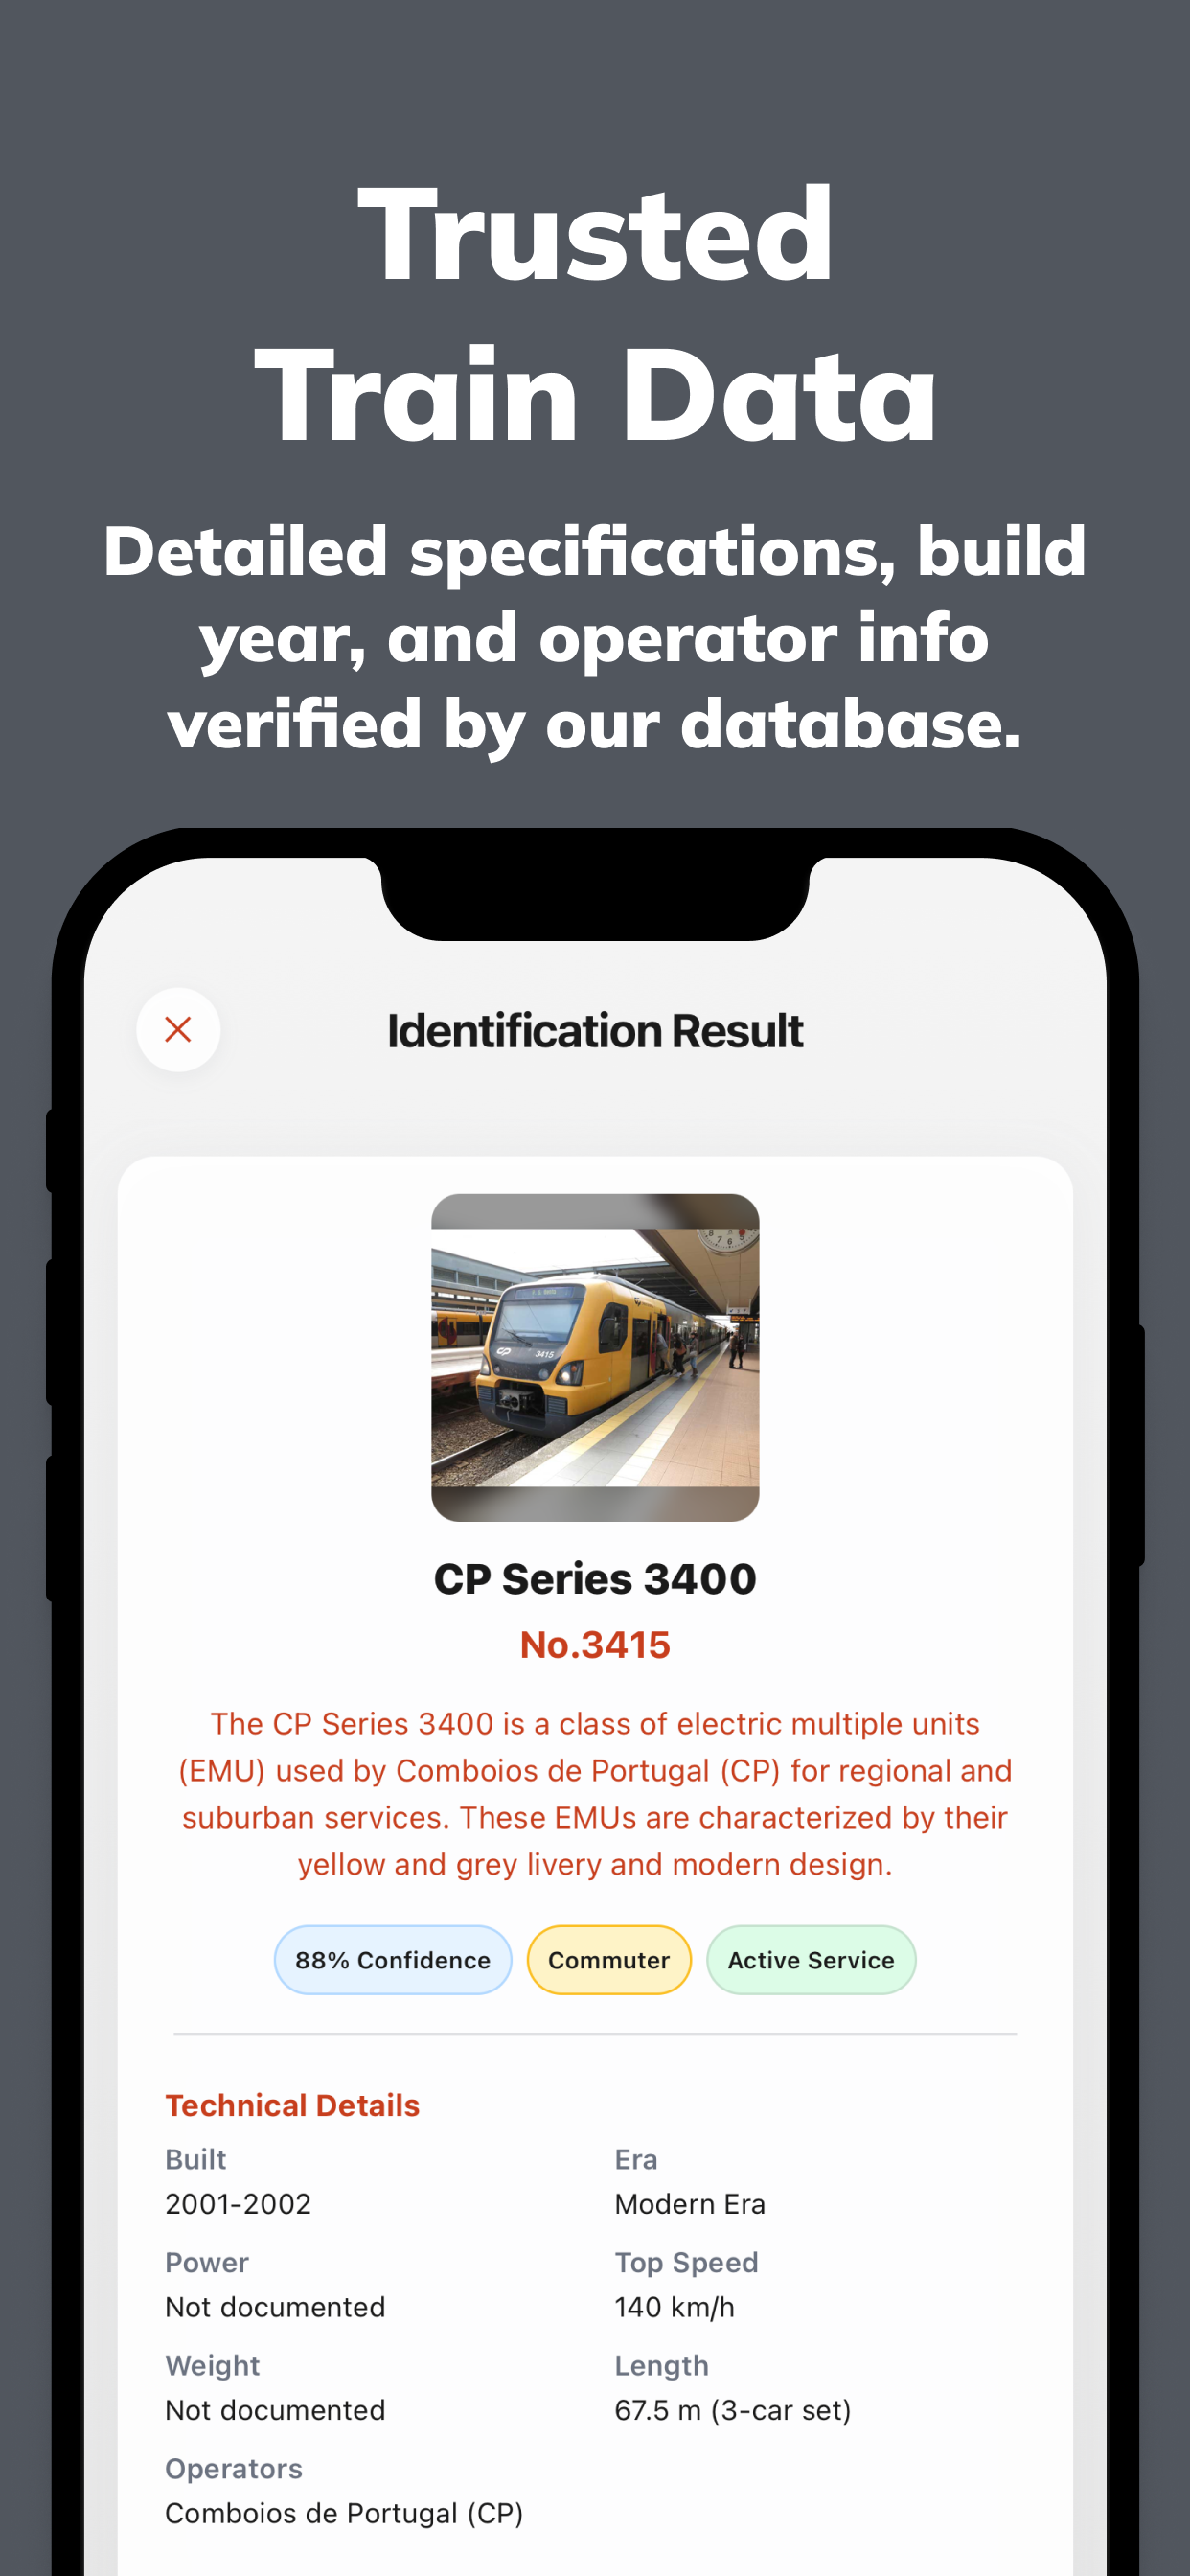 Trusted
Train Data
Detailed specifications, build
year, and operator info
verified by our database.
Identification Result
CP 3415
CP Series 3400
No.3415
The CP Series 3400 is a class of electric multiple units
(EMU) used by Comboios de Portugal (CP) for regional and
suburban services. These EMUs are characterized by their
yellow and grey livery and modern design.
88% Confidence Commuter Active Service
Technical Details
Built Era
2001-2002 Modern Era
Power Top Speed
Not documented 140 km/h
Weight Length
Not documented 67.5 m (3-car set)
Operators
Comboios de Portugal (CP)